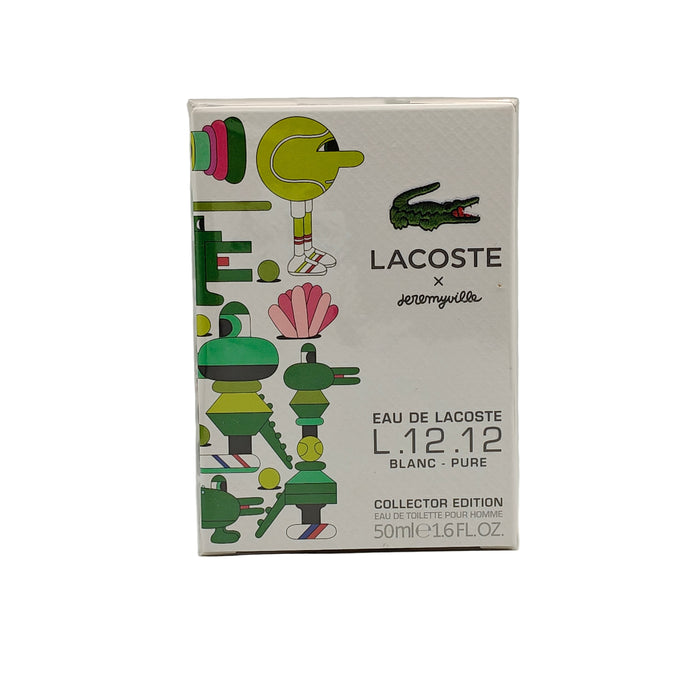 LACOSTE
x
Jeremyville
EAU DE LACOSTE
L.12.12
BLANC - PURE
COLLECTOR EDITION
EAU DE TOILETTE POUR HOMME
50ml℮1.6 FL.OZ.